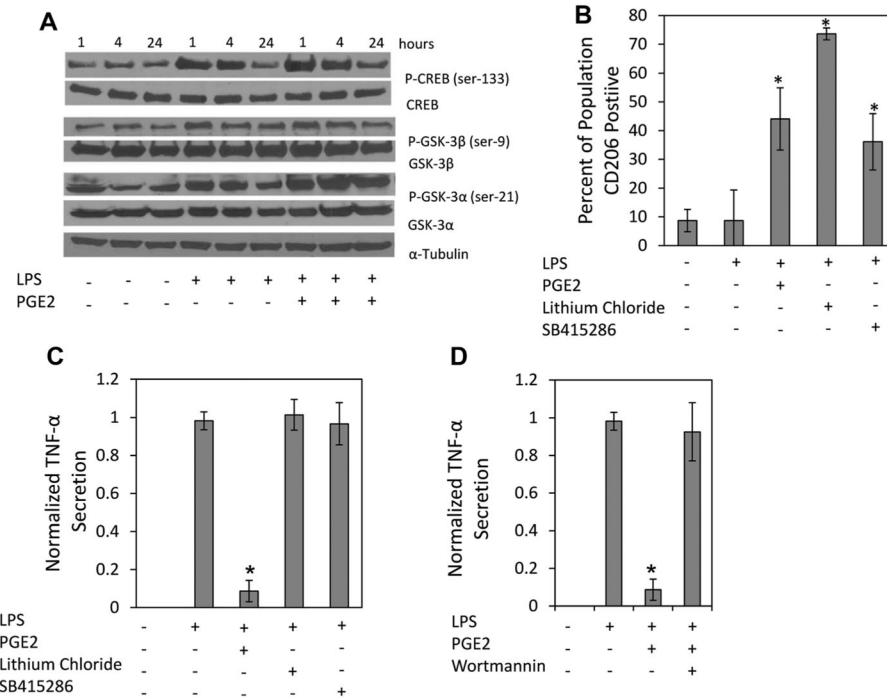 A
1 4 24 1 4 24 1 4 24 hours
P-CREB (ser-133)
CREB
P-GSK-3β (ser-9)
GSK-3β
P-GSK-3α (ser-21)
GSK-3α
α-Tubulin
LPS - - - + + + + + +
PGE2 - - - - - - + + +
B
Percent of Population
CD206 Postiive
80
70
60
50
40
30
20
10
0
* * *
LPS - + + + +
PGE2 - - + - -
Lithium Chloride - - - + -
SB415286 - - - - +
C
Normalized TNF-α
Secretion
1.2
1
0.8
0.6
0.4
0.2
0
*
LPS - + + + +
PGE2 - - + - -
Lithium Chloride - - - + -
SB415286 - - - - +
D
Normalized TNF-α
Secretion
1.2
1
0.8
0.6
0.4
0.2
0
*
LPS - + + +
PGE2 - - + +
Wortmannin - - - +